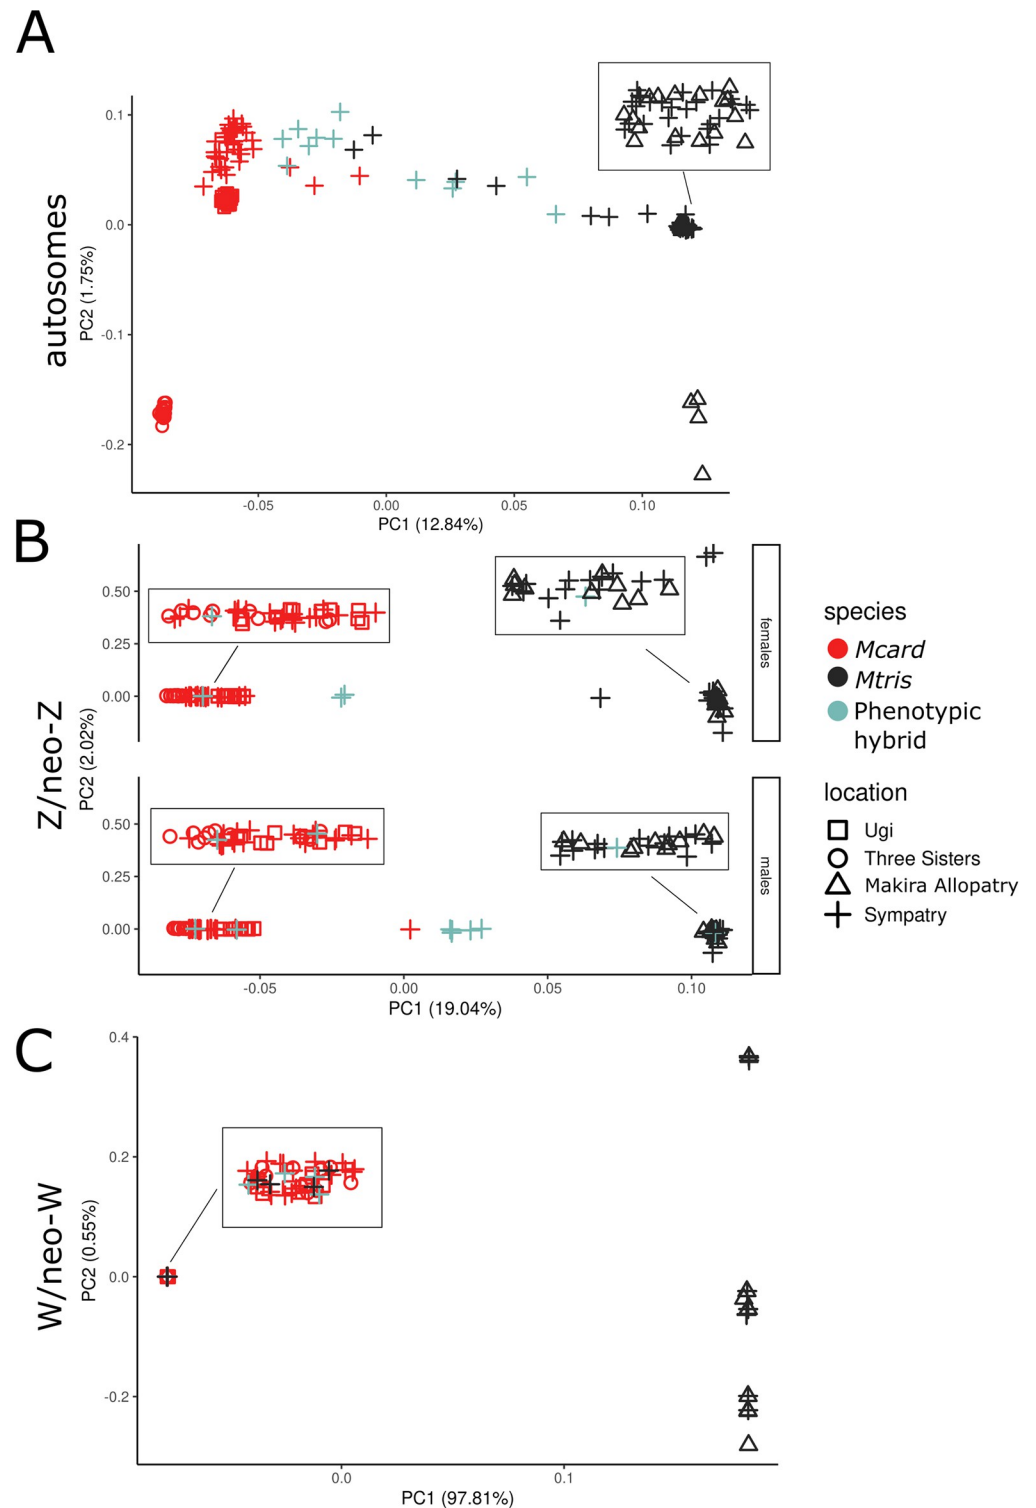 A
autosomes
PC2 (1.75%)
0.1
0.0
-0.1
-0.2
-0.05
0.00
0.05
0.10
PC1 (12.84%)
B
Z/neo-Z
PC2 (2.02%)
0.50
0.25
0.00
females
0.50
0.25
0.00
males
-0.05
0.00
0.05
0.10
PC1 (19.04%)
species
Mcard
Mtris
Phenotypic
hybrid
location
Ugi
Three Sisters
Makira Allopatry
Sympatry
C
W/neo-W
PC2 (0.55%)
0.4
0.2
0.0
-0.2
0.0
0.1
PC1 (97.81%)